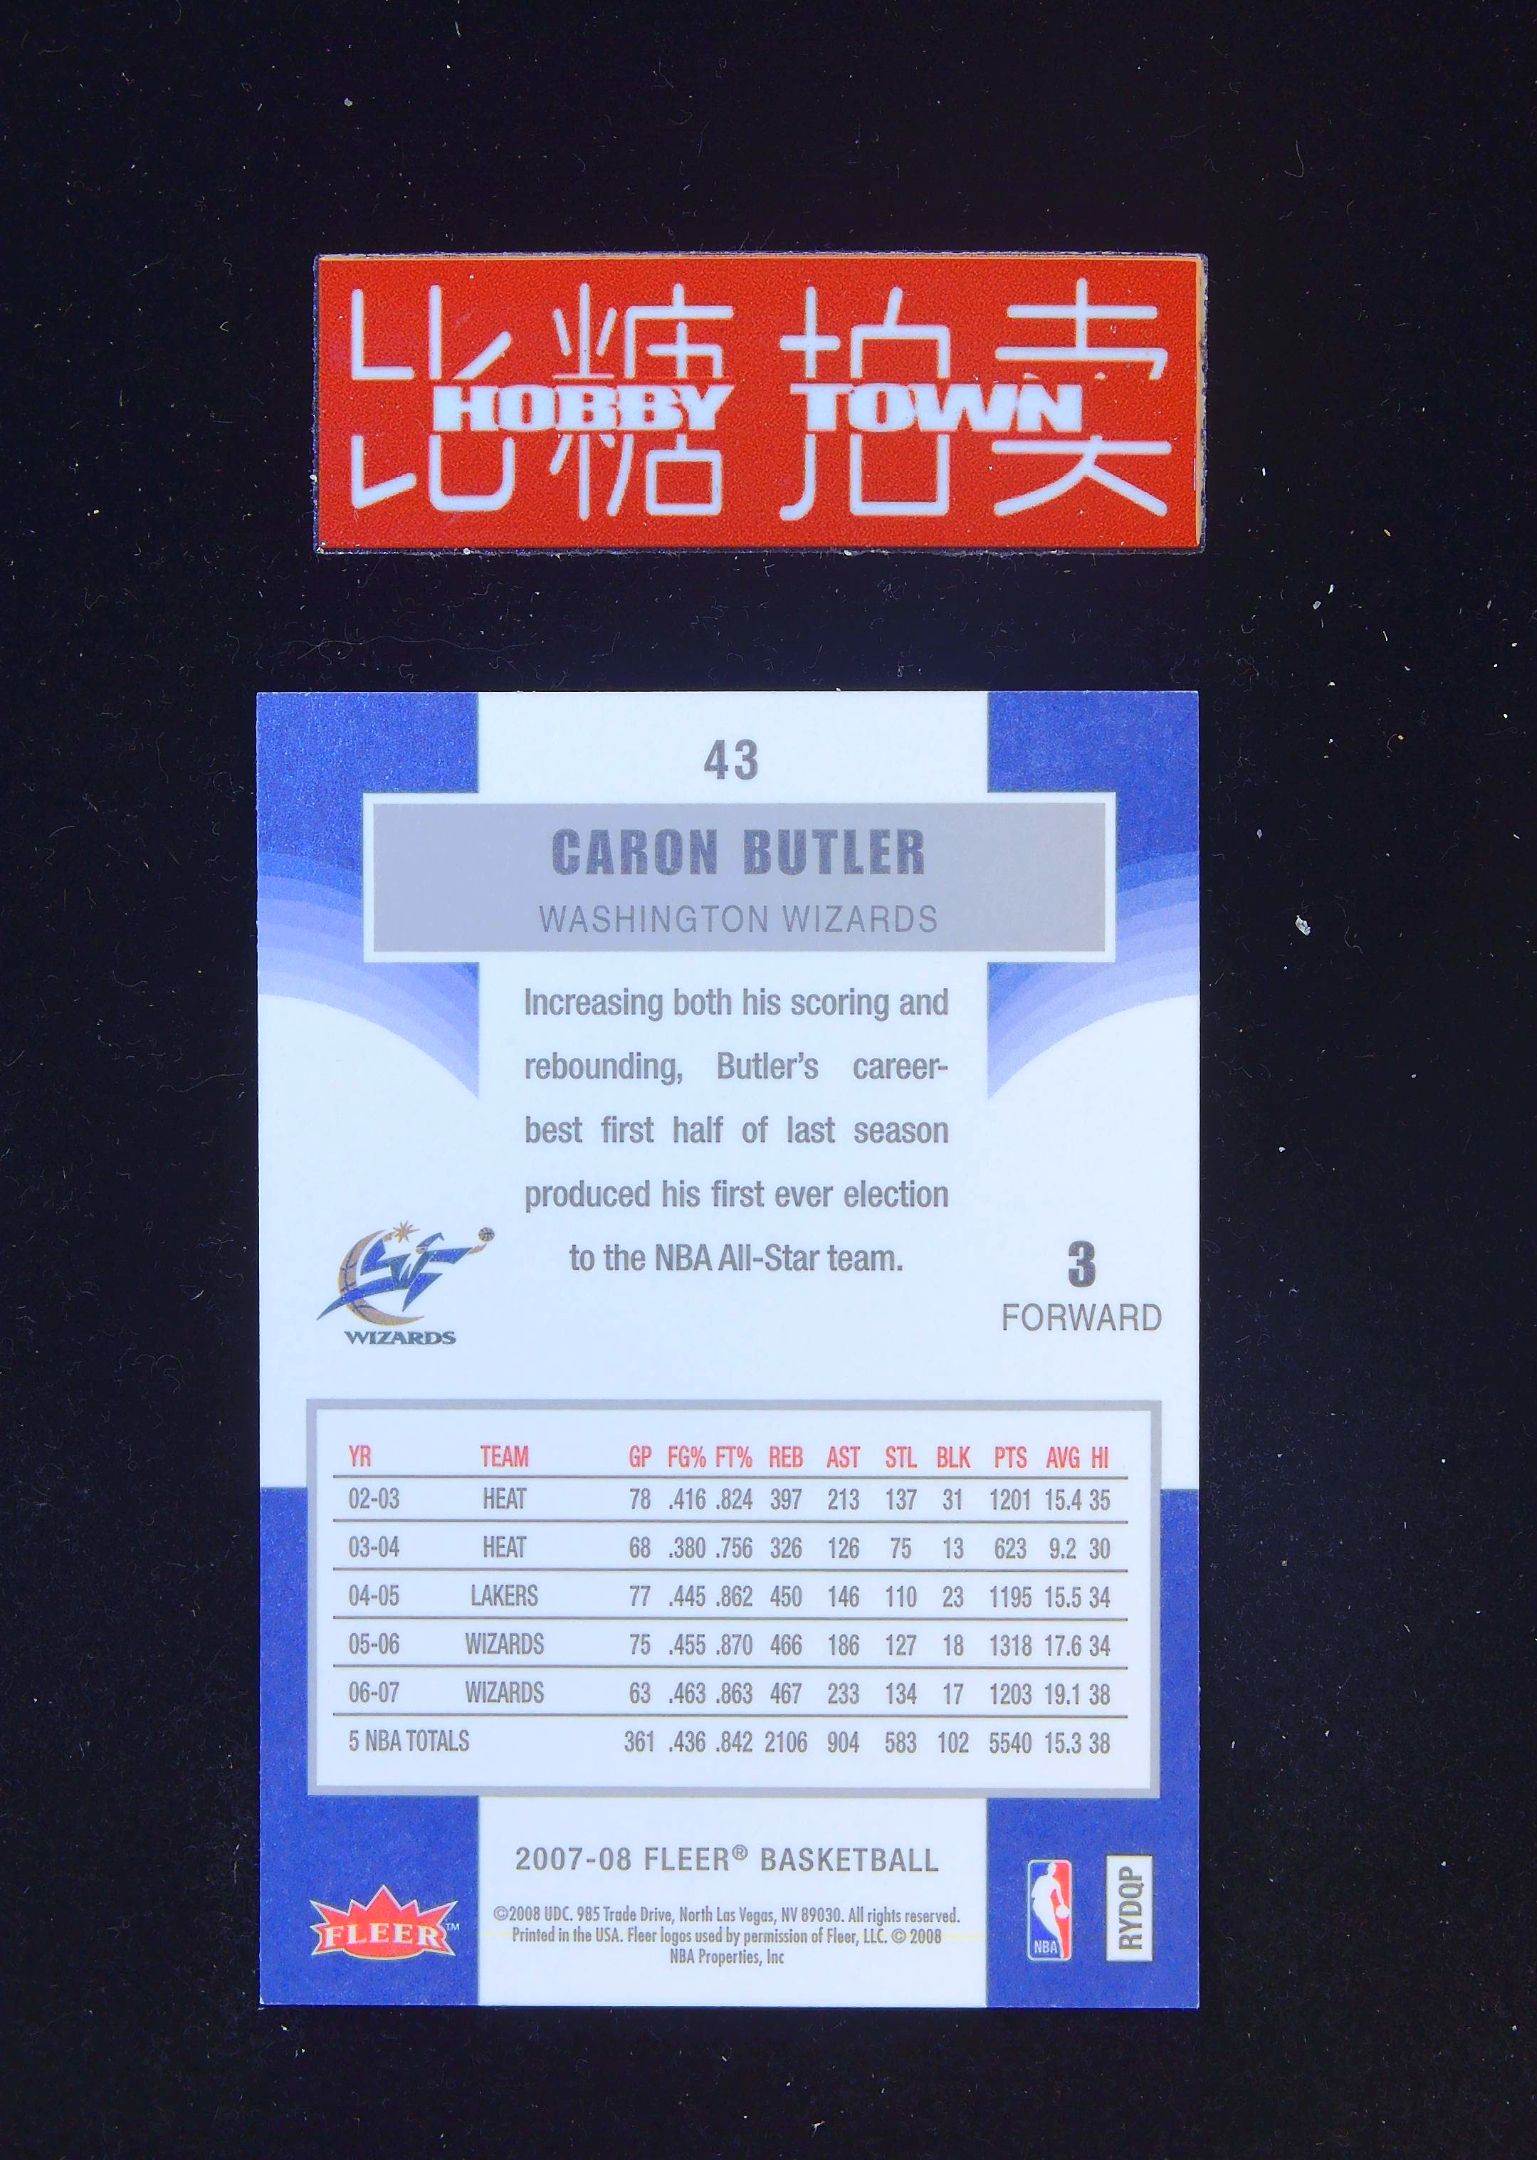 比糖拍卖
HOBBY TOWN
43
CARON BUTLER
WASHINGTON WIZARDS
Increasing both his scoring and
rebounding, Butler's career-
best first half of last season
produced his first ever election
to the NBA All-Star team.
WIZARDS
3
FORWARD
YR TEAM GP FG% FT% REB AST STL BLK PTS AVG HI
02-03 HEAT 78 .416 .824 397 213 137 31 1201 15.4 35
03-04 HEAT 68 .380 .756 326 126 75 13 623 9.2 30
04-05 LAKERS 77 .445 .862 450 146 110 23 1195 15.5 34
05-06 WIZARDS 75 .455 .870 466 186 127 18 1318 17.6 34
06-07 WIZARDS 63 .463 .863 467 233 134 17 1203 19.1 38
5 NBA TOTALS 361 .436 .842 2106 904 583 102 5540 15.3 38
2007-08 FLEER® BASKETBALL
FLEER™
©2008 UDC. 985 Trade Drive, North Las Vegas, NV 89030. All rights reserved.
Printed in the USA. Fleer logos used by permission of Fleer, LLC. © 2008
NBA Properties, Inc
NBA
RYDQP